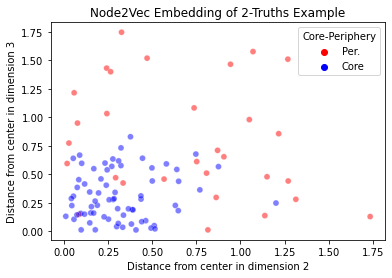 Node2Vec Embedding of 2-Truths Example
Core-Periphery
Per.
Core
Distance from center in dimension 3
1.75
1.50
1.25
1.00
0.75
0.50
0.25
0.00
0.00 0.25 0.50 0.75 1.00 1.25 1.50 1.75
Distance from center in dimension 2